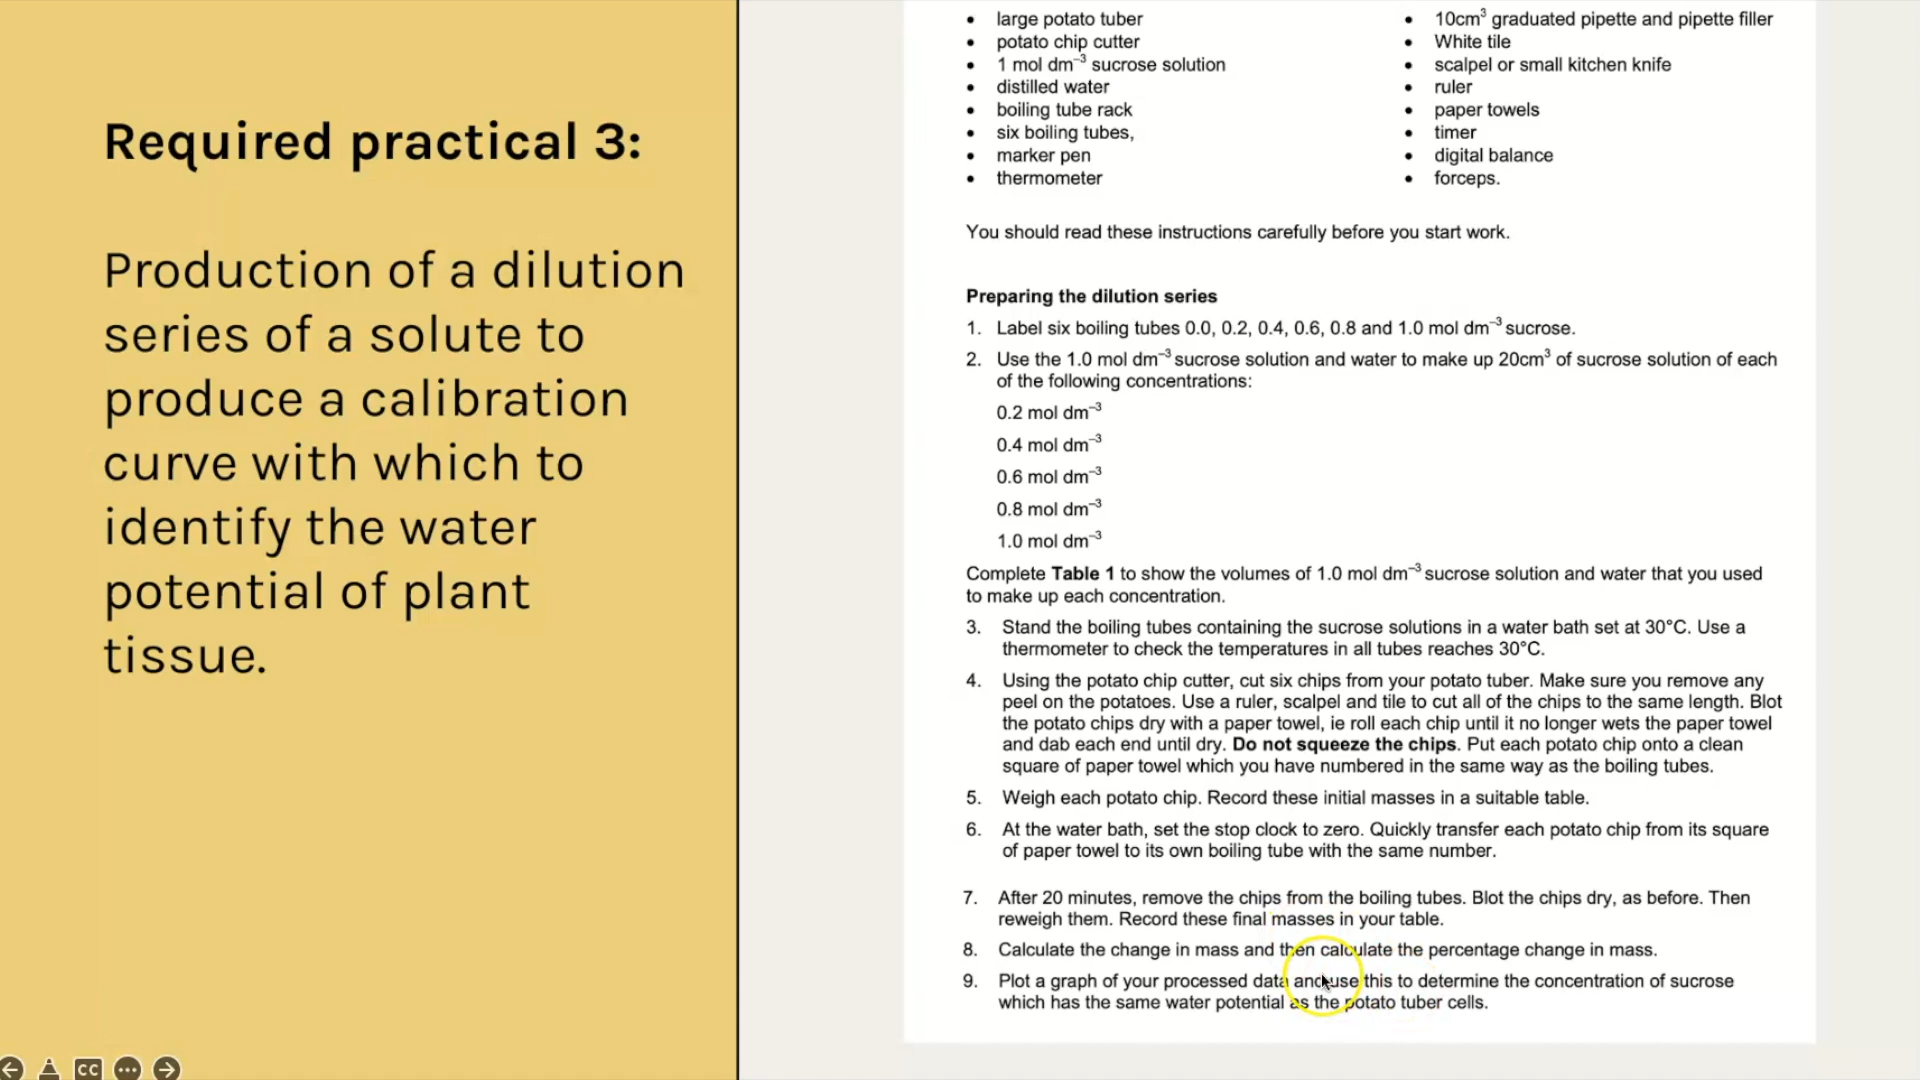 Required practical 3:
Production of a dilution
series of a solute to
produce a calibration
curve with which to
identify the water
potential of plant
tissue.
• large potato tuber
• potato chip cutter
• 1 mol dm⁻³ sucrose solution
• distilled water
• boiling tube rack
• six boiling tubes,
• marker pen
• thermometer
• 10cm³ graduated pipette and pipette filler
• White tile
• scalpel or small kitchen knife
• ruler
• paper towels
• timer
• digital balance
• forceps.
You should read these instructions carefully before you start work.
Preparing the dilution series
1. Label six boiling tubes 0.0, 0.2, 0.4, 0.6, 0.8 and 1.0 mol dm⁻³ sucrose.
2. Use the 1.0 mol dm⁻³ sucrose solution and water to make up 20cm³ of sucrose solution of each
of the following concentrations:
0.2 mol dm⁻³
0.4 mol dm⁻³
0.6 mol dm⁻³
0.8 mol dm⁻³
1.0 mol dm⁻³
Complete Table 1 to show the volumes of 1.0 mol dm⁻³ sucrose solution and water that you used
to make up each concentration.
3. Stand the boiling tubes containing the sucrose solutions in a water bath set at 30°C. Use a
thermometer to check the temperatures in all tubes reaches 30°C.
4. Using the potato chip cutter, cut six chips from your potato tuber. Make sure you remove any
peel on the potatoes. Use a ruler, scalpel and tile to cut all of the chips to the same length. Blot
the potato chips dry with a paper towel, ie roll each chip until it no longer wets the paper towel
and dab each end until dry. Do not squeeze the chips. Put each potato chip onto a clean
square of paper towel which you have numbered in the same way as the boiling tubes.
5. Weigh each potato chip. Record these initial masses in a suitable table.
6. At the water bath, set the stop clock to zero. Quickly transfer each potato chip from its square
of paper towel to its own boiling tube with the same number.
7. After 20 minutes, remove the chips from the boiling tubes. Blot the chips dry, as before. Then
reweigh them. Record these final masses in your table.
8. Calculate the change in mass and then calculate the percentage change in mass.
9. Plot a graph of your processed data and use this to determine the concentration of sucrose
which has the same water potential as the potato tuber cells.
CC